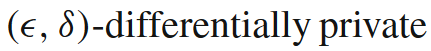 (ϵ, δ)-differentially private